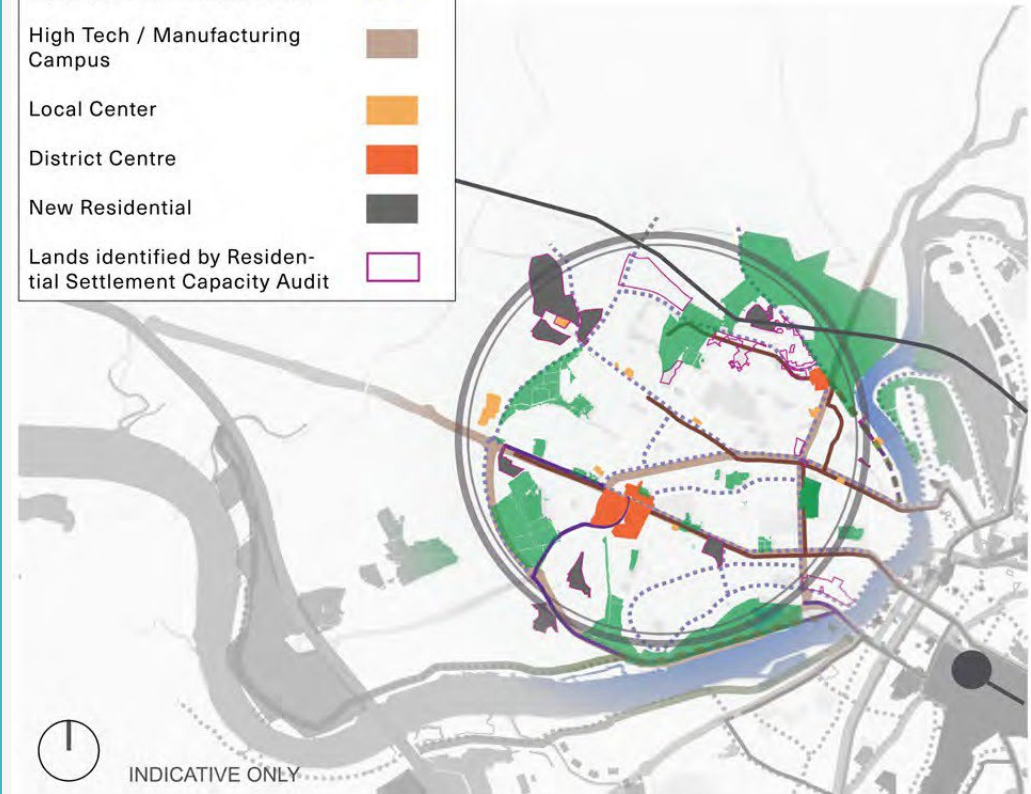 High Tech / Manufacturing
Campus
Local Center
District Centre
New Residential
Lands identified by Residen-
tial Settlement Capacity Audit
INDICATIVE ONLY